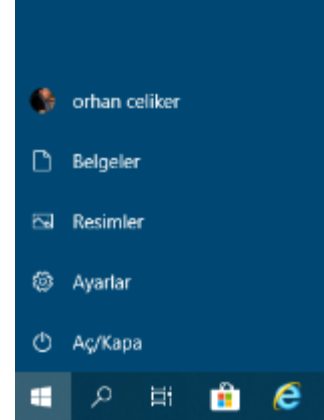 orhan celiker
Belgeler
Resimler
Ayarlar
Aç/Kapa